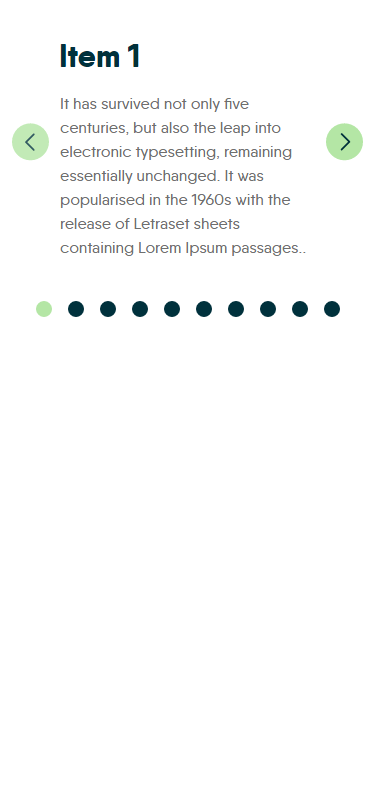 Item 1
It has survived not only five
centuries, but also the leap into
electronic typesetting, remaining
essentially unchanged. It was
popularised in the 1960s with the
release of Letraset sheets
containing Lorem Ipsum passages..